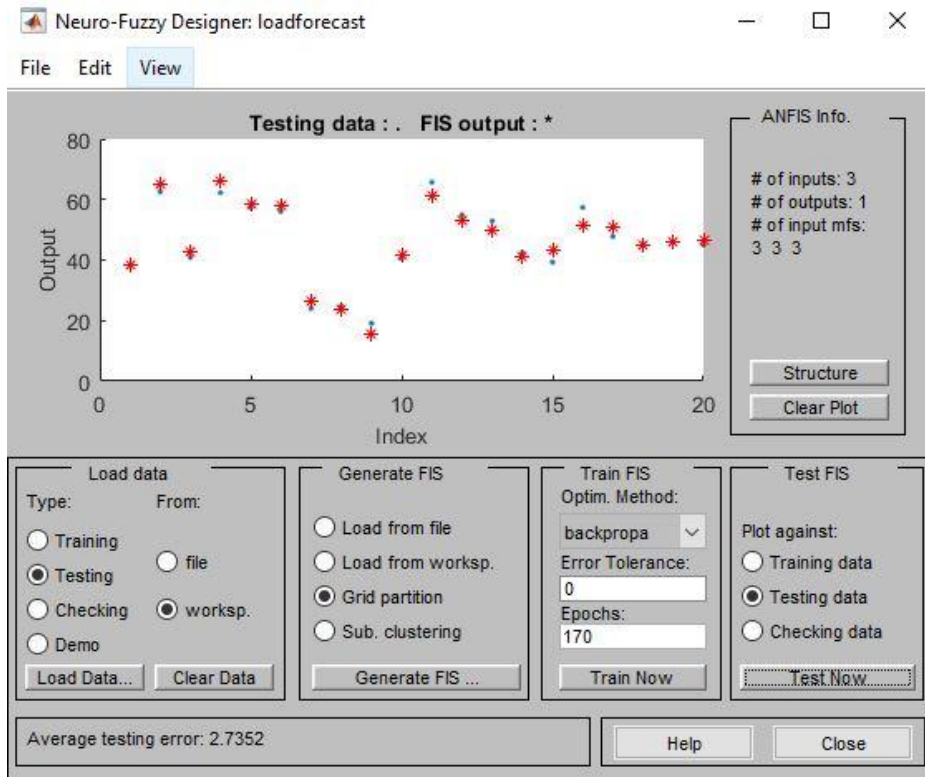 Neuro-Fuzzy Designer: loadforecast
File Edit View
Testing data : . FIS output : *
80
60
40
20
0
Output
0 5 10 15 20
Index
ANFIS Info.
# of inputs: 3
# of outputs: 1
# of input mfs:
3 3 3
Structure
Clear Plot
Load data
Type: From:
Training
file
Testing
Checking
worksp.
Demo
Load Data... Clear Data
Generate FIS
Load from file
Load from worksp.
Grid partition
Sub. clustering
Generate FIS ...
Train FIS
Optim. Method:
backpropa
Error Tolerance:
0
Epochs:
170
Train Now
Test FIS
Plot against:
Training data
Testing data
Checking data
Test Now
Average testing error: 2.7352
Help
Close